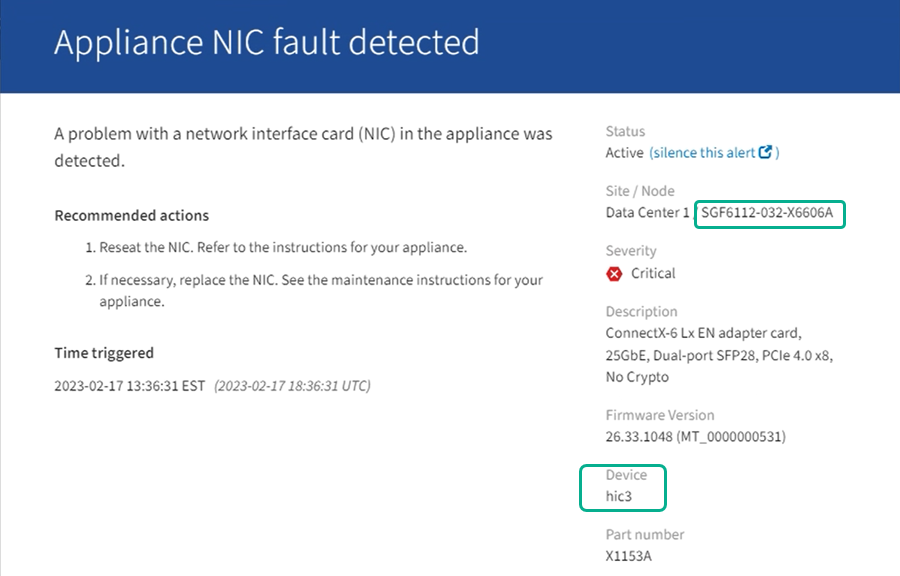 Appliance NIC fault detected
A problem with a network interface card (NIC) in the appliance was
detected.
Recommended actions
1. Reseat the NIC. Refer to the instructions for your appliance.
2. If necessary, replace the NIC. See the maintenance instructions for your
appliance.
Time triggered
2023-02-17 13:36:31 EST (2023-02-17 18:36:31 UTC)
Status
Active (silence this alert )
Site / Node
Data Center 1 / SGF6112-032-X6606A
Severity
Critical
Description
ConnectX-6 Lx EN adapter card,
25GbE, Dual-port SFP28, PCIe 4.0 x8,
No Crypto
Firmware Version
26.33.1048 (MT_0000000531)
Device
hic3
Part number
X1153A